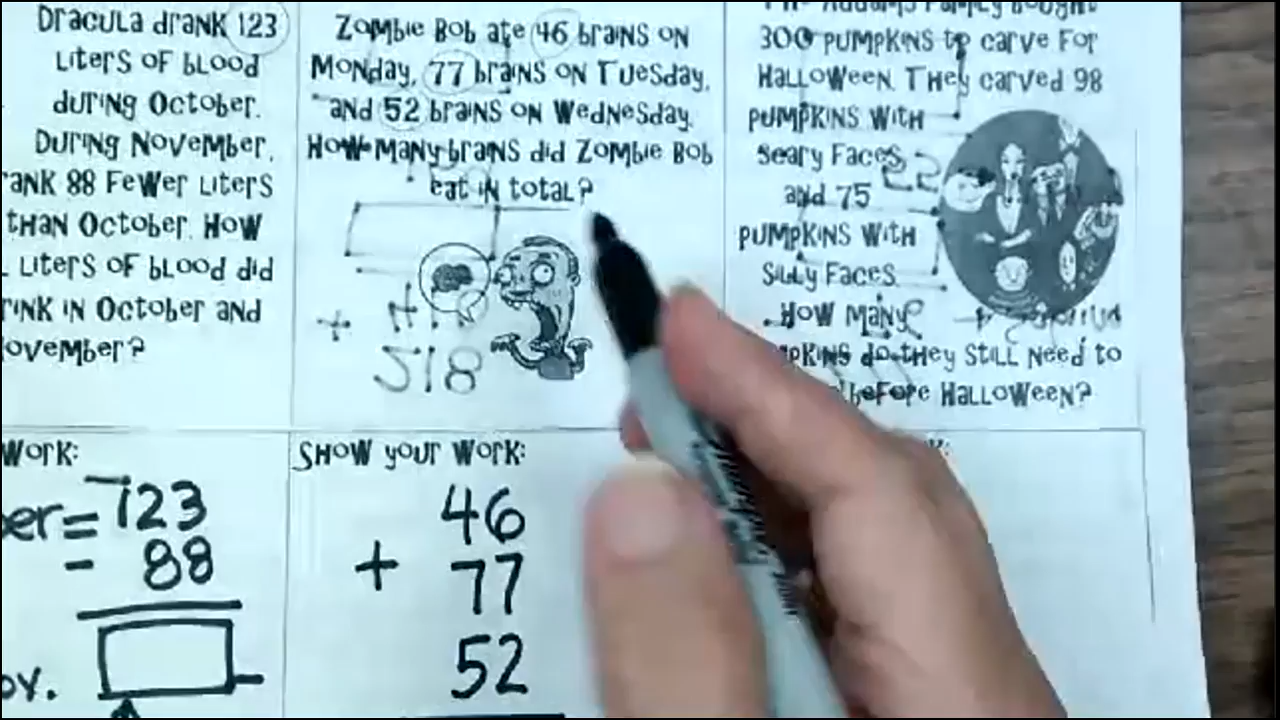 Dracula drank 123
Liters of blood
during October.
During November,
rank 88 fewer liters
than October. How
liters of blood did
rink in October and
ovember?
Zombie Bob ate 46 brains on
Monday, 77 brains on Tuesday,
and 52 brains on Wednesday.
How many brains did Zombie Bob
eat in total?
+
518
300 pumpkins to carve for
Halloween. They carved 98
pumpkins with
scary faces
and 75
pumpkins with
silly faces.
How many
do they still need to
before Halloween?
Work:
er = 123
- 88
ov.
Show your work:
46
+ 77
52
k: